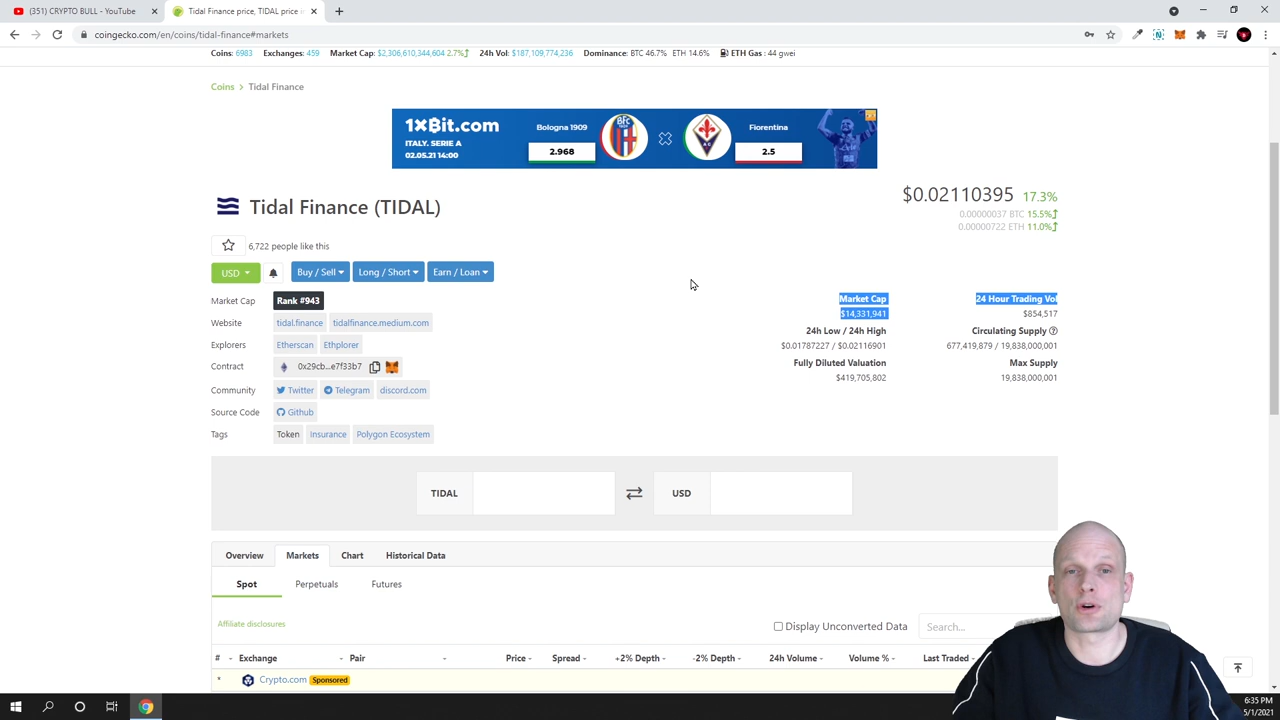 (351) CRYPTO BULL - YouTube
Tidal Finance price, TIDAL price in
coingecko.com/en/coins/tidal-finance#markets
Coins: 6983 Exchanges: 459 Market Cap: $2,306,610,344,604 2.7% 24h Vol: $187,109,774,236 Dominance: BTC 46.7% ETH 14.6% ETH Gas: 44 gwei
Coins > Tidal Finance
1XBit.com
ITALY. SERIE A
02.05.21 14:00
Bologna 1909
BFC
1909
2.968
Fiorentina
2.5
Tidal Finance (TIDAL)
$0.02110395 17.3%
0.00000037 BTC 15.5%
0.00000722 ETH 11.0%
6,722 people like this
USD
Buy / Sell
Long / Short
Earn / Loan
Market Cap Rank #943
Website tidal.finance tidalfinance.medium.com
Explorers Etherscan Ethplorer
Contract 0x29cb...e7f33b7
Community Twitter Telegram discord.com
Source Code Github
Tags Token Insurance Polygon Ecosystem
Market Cap
$14,331,941
24 Hour Trading Vol
$854,517
24h Low / 24h High
$0.01787227 / $0.02116901
Circulating Supply
677,419,879 / 19,838,000,001
Fully Diluted Valuation
$419,705,802
Max Supply
19,838,000,001
TIDAL
USD
Overview Markets Chart Historical Data
Spot Perpetuals Futures
Affiliate disclosures
Display Unconverted Data
Search...
# Exchange Pair Price Spread +2% Depth -2% Depth 24h Volume Volume % Last Traded
* Crypto.com Sponsored
6:35 PM
5/1/2021